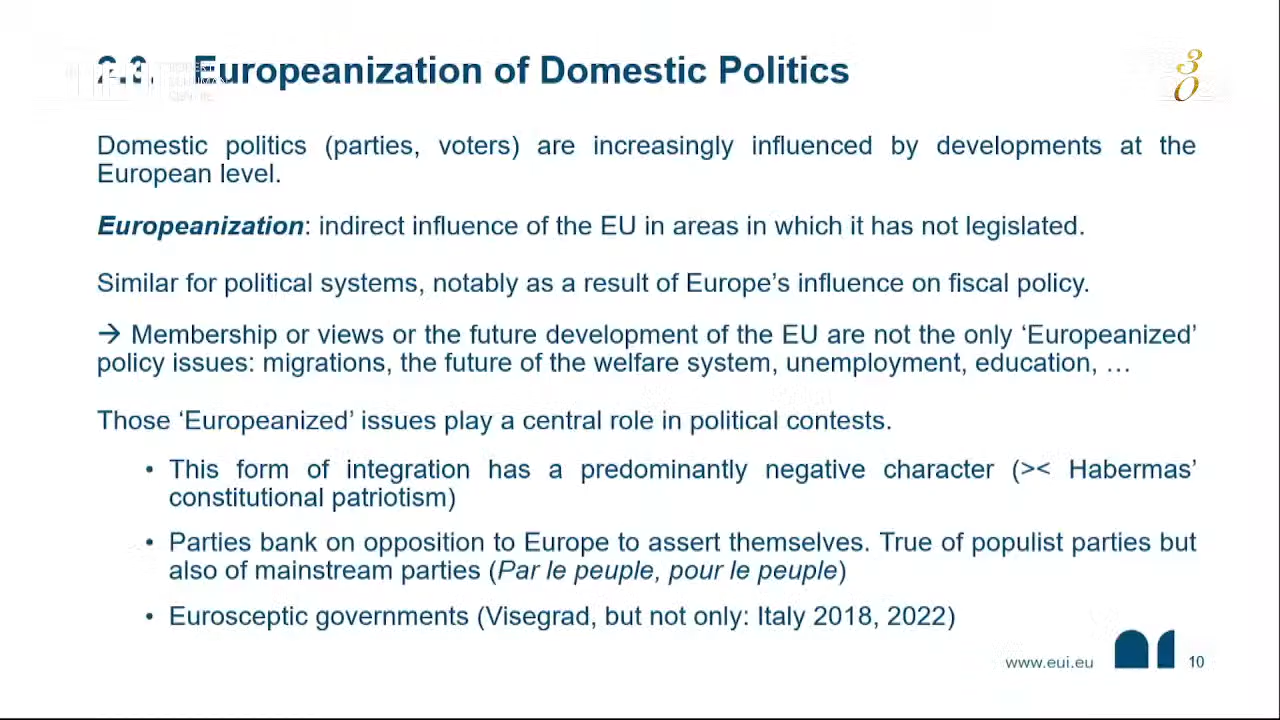 2.3. Europeanization of Domestic Politics
30
Domestic politics (parties, voters) are increasingly influenced by developments at the
European level.
Europeanization: indirect influence of the EU in areas in which it has not legislated.
Similar for political systems, notably as a result of Europe's influence on fiscal policy.
→ Membership or views or the future development of the EU are not the only ‘Europeanized’
policy issues: migrations, the future of the welfare system, unemployment, education, …
Those ‘Europeanized’ issues play a central role in political contests.
• This form of integration has a predominantly negative character (>< Habermas’
constitutional patriotism)
• Parties bank on opposition to Europe to assert themselves. True of populist parties but
also of mainstream parties (Par le peuple, pour le peuple)
• Eurosceptic governments (Visegrad, but not only: Italy 2018, 2022)
www.eui.eu
10